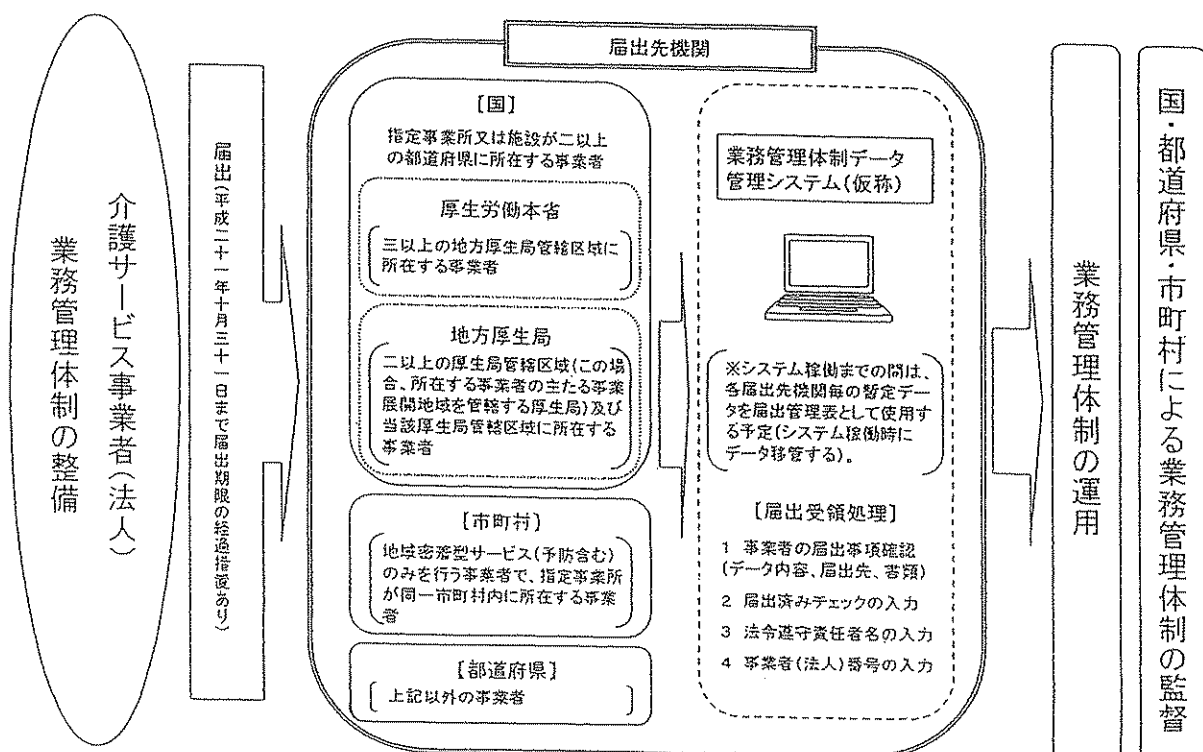 届出先機関
介護サービス事業者(法人)
業務管理体制の整備
届出(平成二十一年十月三十一日まで届出期限の経過措置あり)
[国]
指定事業所又は施設が二以上
の都道府県に所在する事業者
厚生労働本省
三以上の地方厚生局管轄区域に
所在する事業者
地方厚生局
二以上の厚生局管轄区域(この場
合、所在する事業者の主たる事業
展開地域を管轄する厚生局)及び
当該厚生局管轄区域に所在する
事業者
[市町村]
地域密着型サービス(予防含む)
のみを行う事業者で、指定事業所
が同一市町村内に所在する事業
者
[都道府県]
上記以外の事業者
業務管理体制データ
管理システム(仮称)
※システム稼働までの間は、
各届出先機関毎の暫定デー
タを届出管理表として使用す
る予定(システム稼働時に
データ移管する)。
[届出受領処理]
1 事業者の届出事項確認
(データ内容、届出先、書類)
2 届出済みチェックの入力
3 法令遵守責任者名の入力
4 事業者(法人)番号の入力
業務管理体制の運用
国・都道府県・市町村による業務管理体制の監督